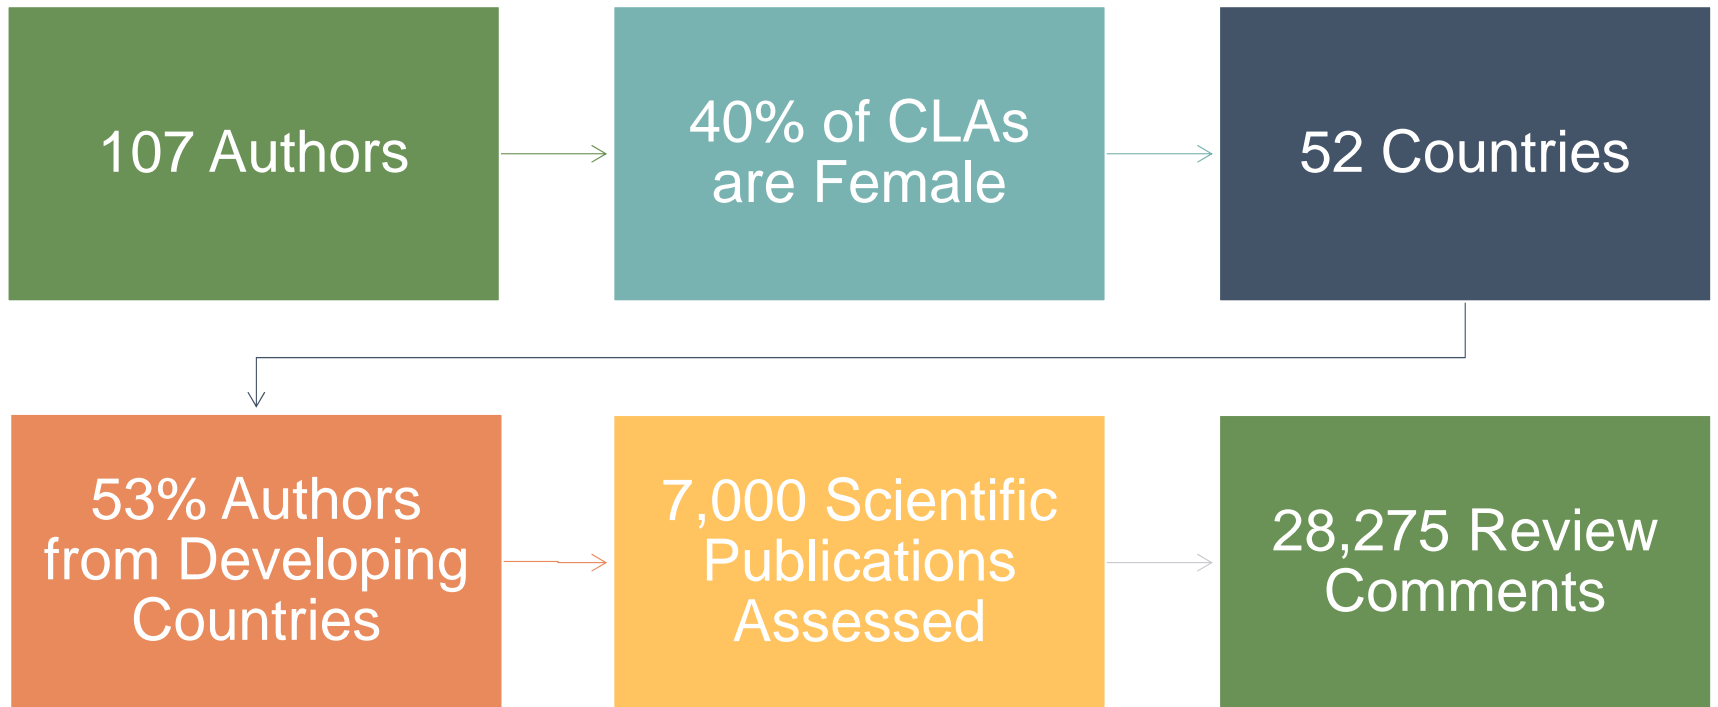 107 Authors
40% of CLAs
are Female
52 Countries
53% Authors
from Developing
Countries
7,000 Scientific
Publications
Assessed
28,275 Review
Comments